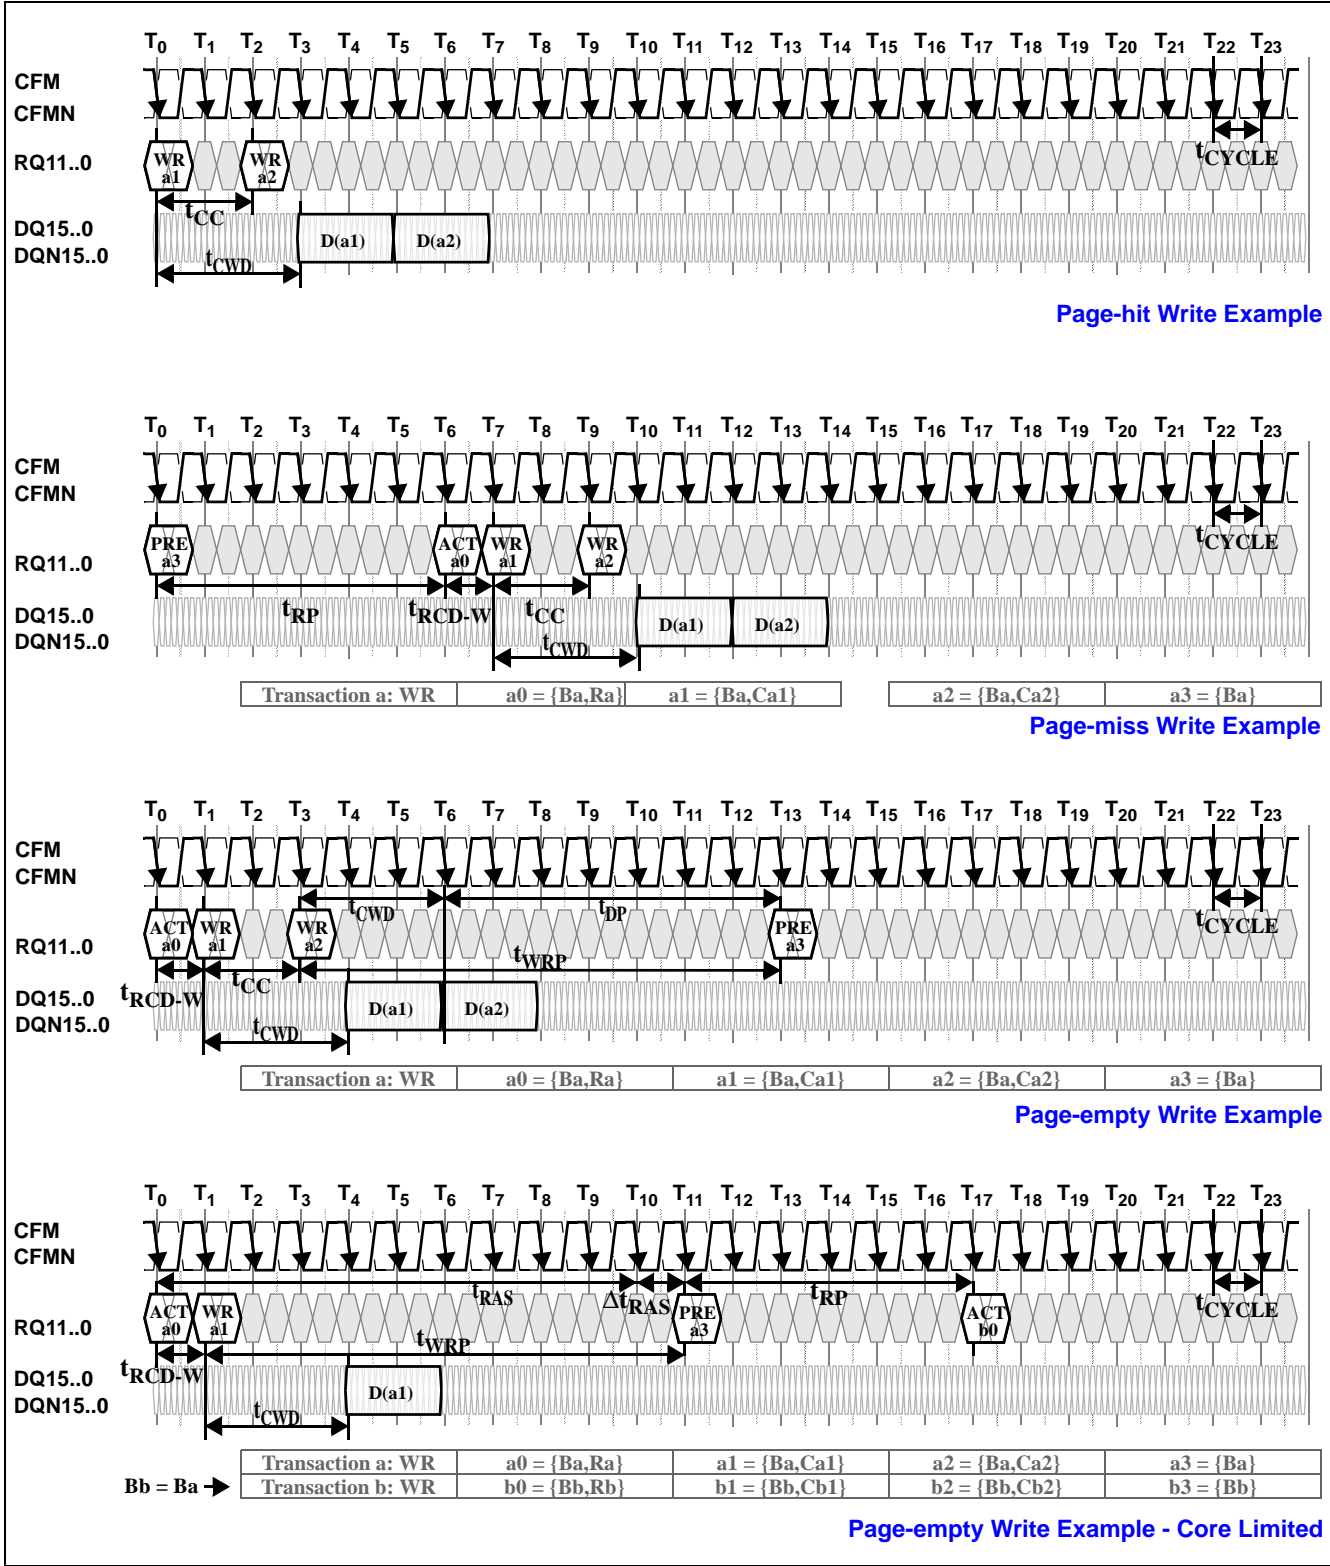 T0 T1 T2 T3 T4 T5 T6 T7 T8 T9 T10 T11 T12 T13 T14 T15 T16 T17 T18 T19 T20 T21 T22 T23
CFM
CFMN
RQ11..0 WR a1 WR a2 tCYCLE
tCC
DQ15..0
DQN15..0 D(a1) D(a2)
tCWD
Page-hit Write Example
T0 T1 T2 T3 T4 T5 T6 T7 T8 T9 T10 T11 T12 T13 T14 T15 T16 T17 T18 T19 T20 T21 T22 T23
CFM
CFMN
RQ11..0 PRE a3 ACT a0 WR a1 WR a2 tCYCLE
tRP tRCD-W tCC
DQ15..0
DQN15..0 D(a1) D(a2)
tCWD
Transaction a: WR a0 = {Ba,Ra} a1 = {Ba,Ca1} a2 = {Ba,Ca2} a3 = {Ba}
Page-miss Write Example
T0 T1 T2 T3 T4 T5 T6 T7 T8 T9 T10 T11 T12 T13 T14 T15 T16 T17 T18 T19 T20 T21 T22 T23
CFM
CFMN
tCWD tDP
RQ11..0 ACT a0 WR a1 WR a2 PRE a3 tCYCLE
tRCD-W tCC tWRP
DQ15..0
DQN15..0 D(a1) D(a2)
tCWD
Transaction a: WR a0 = {Ba,Ra} a1 = {Ba,Ca1} a2 = {Ba,Ca2} a3 = {Ba}
Page-empty Write Example
T0 T1 T2 T3 T4 T5 T6 T7 T8 T9 T10 T11 T12 T13 T14 T15 T16 T17 T18 T19 T20 T21 T22 T23
CFM
CFMN
tRAS ΔtRAS tRP
RQ11..0 ACT a0 WR a1 PRE a3 ACT b0 tCYCLE
tRCD-W tWRP
DQ15..0
DQN15..0 D(a1)
tCWD
Transaction a: WR a0 = {Ba,Ra} a1 = {Ba,Ca1} a2 = {Ba,Ca2} a3 = {Ba}
Bb = Ba Transaction b: WR b0 = {Bb,Rb} b1 = {Bb,Cb1} b2 = {Bb,Cb2} b3 = {Bb}
Page-empty Write Example - Core Limited